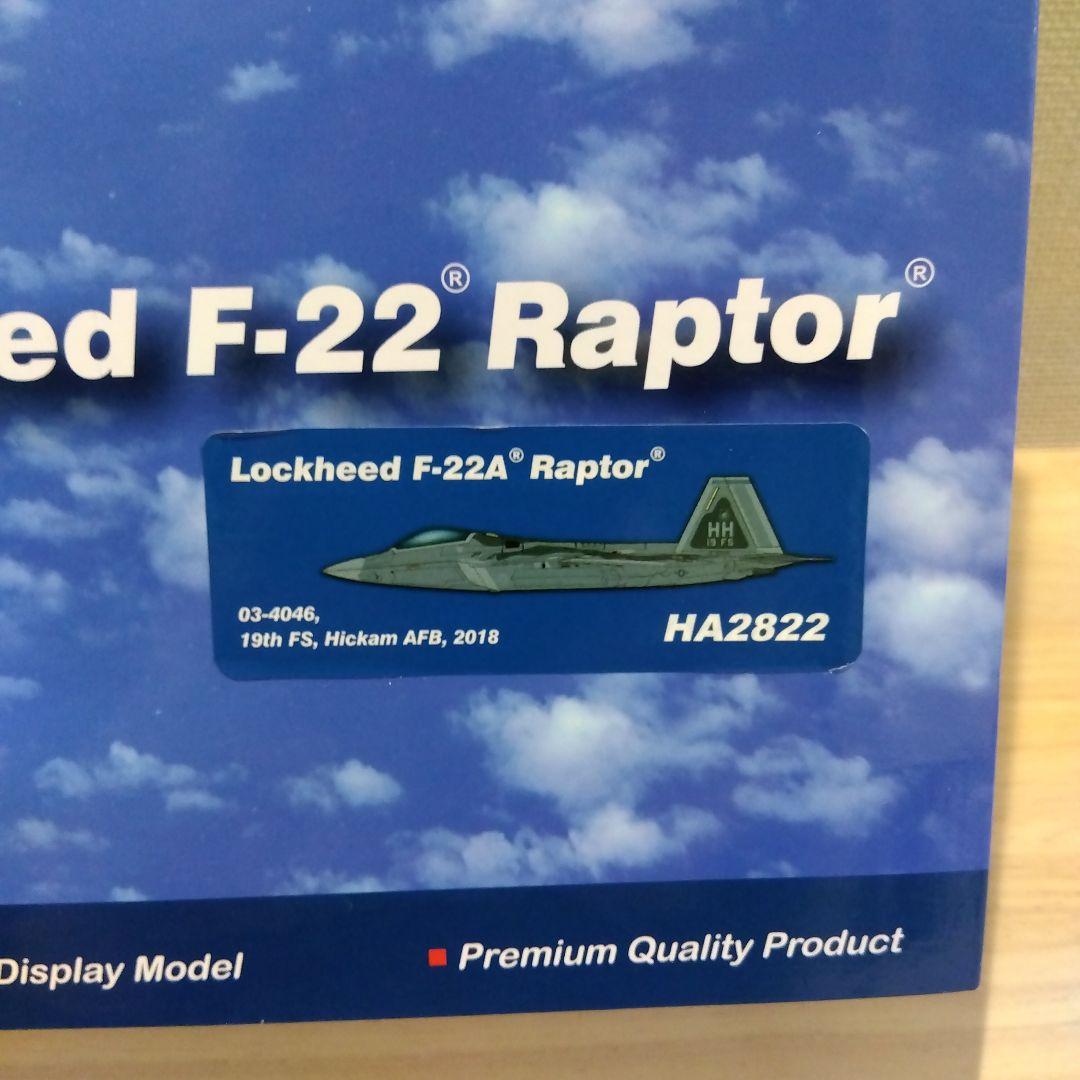 ed F-22® Raptor®
Lockheed F-22A® Raptor®
HH
19 FS
03-4046,
19th FS, Hickam AFB, 2018
HA2822
Display Model
Premium Quality Product